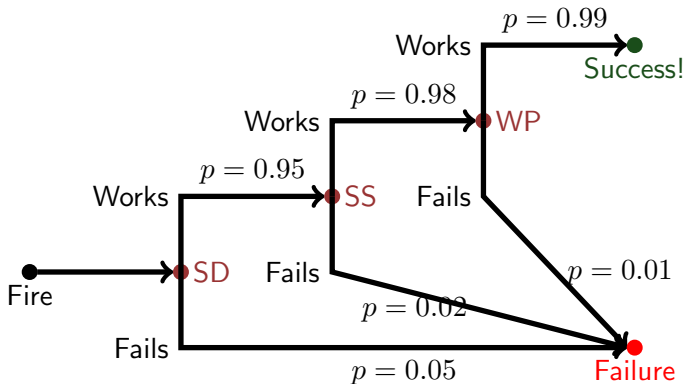 p = 0.99
Works
Success!
p = 0.98
Works
WP
p = 0.95
Works
SS
Fails
Fire
SD
Fails
p = 0.01
p = 0.02
Fails
p = 0.05
Failure